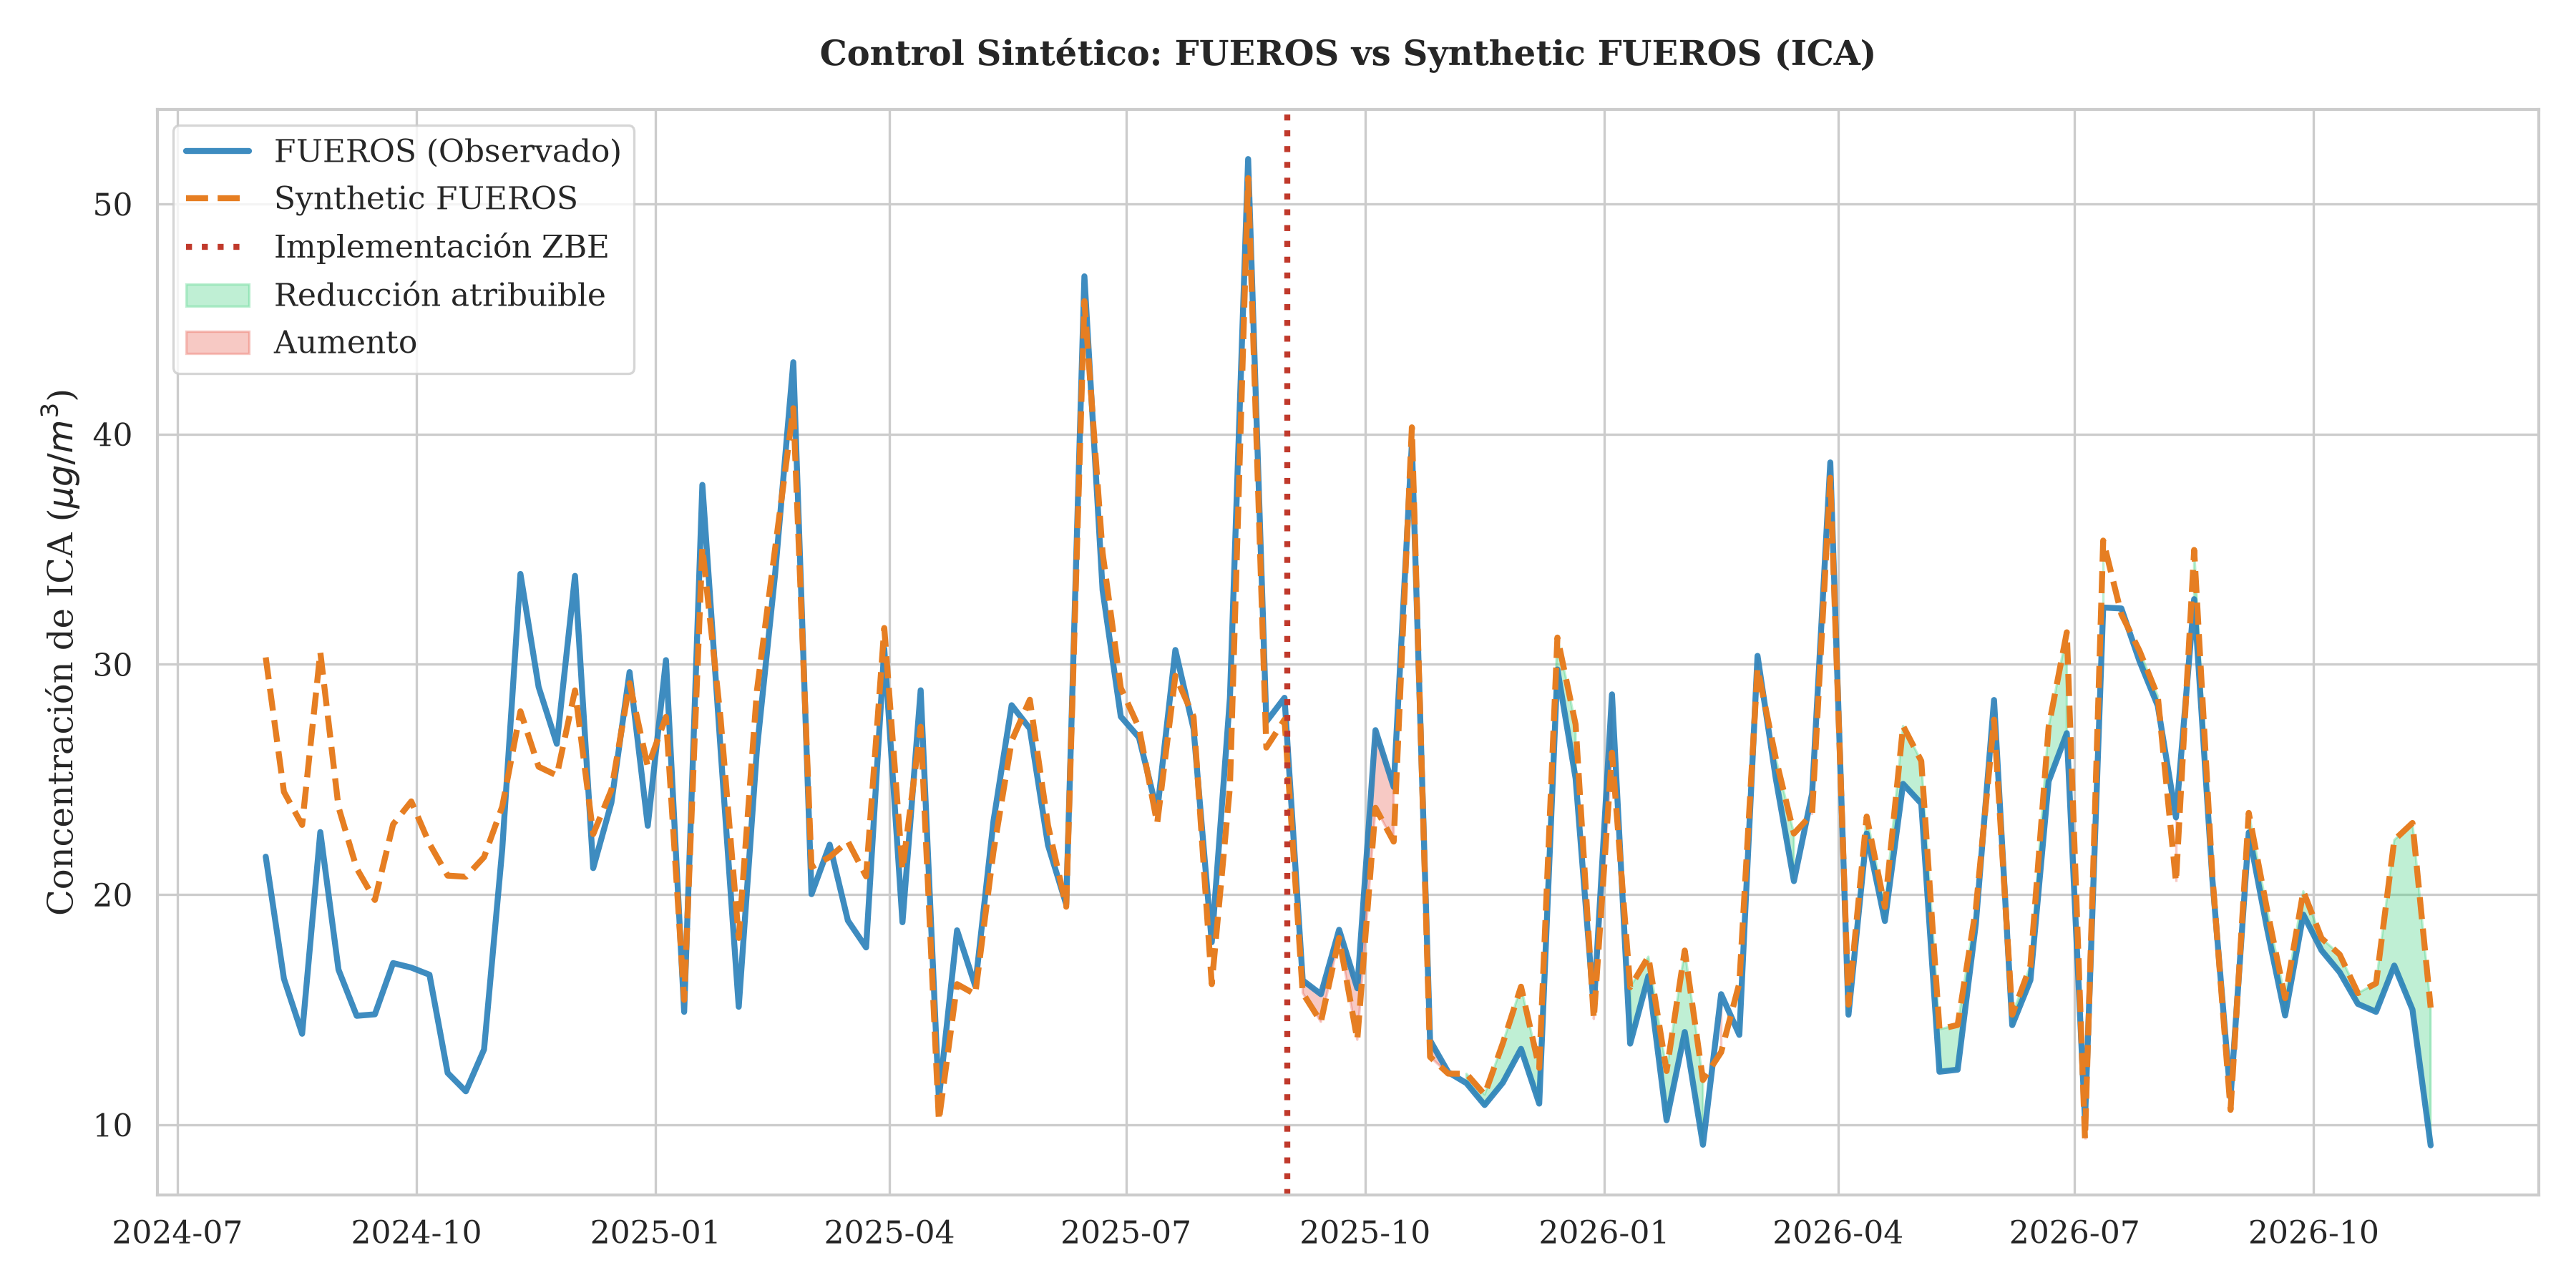 Control Sintético: FUEROS vs Synthetic FUEROS (ICA)
FUEROS (Observado)
Synthetic FUEROS
Implementación ZBE
Reducción atribuible
Aumento
Concentración de ICA (μg/m³)
50
40
30
20
10
2024-07 2024-10 2025-01 2025-04 2025-07 2025-10 2026-01 2026-04 2026-07 2026-10